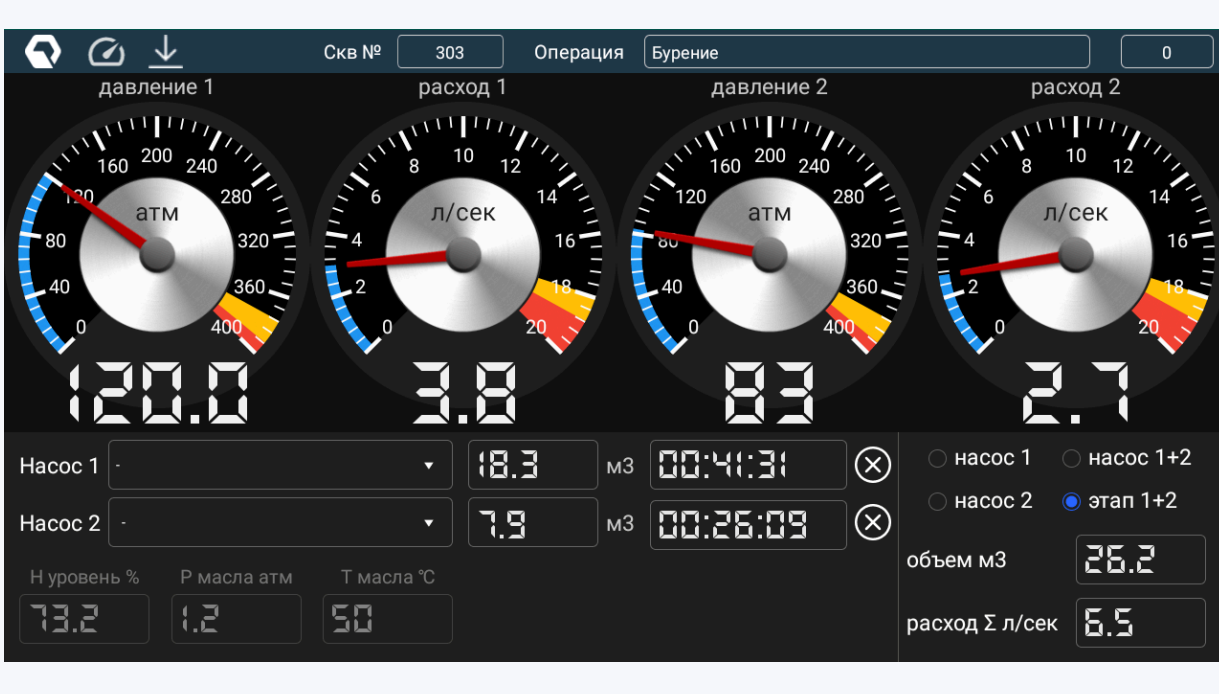 Скв № 303 Операция Бурение 0
давление 1 расход 1 давление 2 расход 2
0 40 80 120 160 200 240 280 320 360 400 атм
0 2 4 6 8 10 12 14 16 18 20 л/сек
0 40 80 120 160 200 240 280 320 360 400 атм
0 2 4 6 8 10 12 14 16 18 20 л/сек
120.0 3.8 83 2.7
Насос 1 - 18.3 м3 00:41:31
Насос 2 - 7.9 м3 00:26:09
Н уровень % Р масла атм Т масла °С
73.2 1.2 50
насос 1 насос 1+2
насос 2 этап 1+2
объем м3 26.2
расход Σ л/сек 6.5